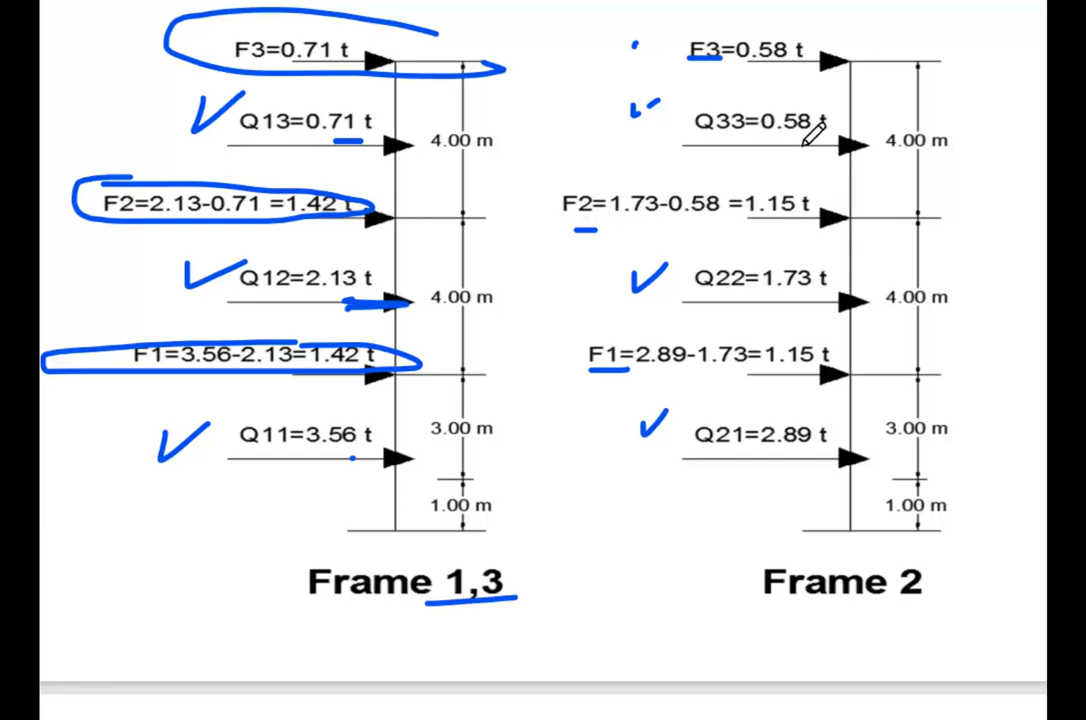 F3=0.71 t
Q13=0.71 t
4.00 m
F2=2.13-0.71 =1.42 t
Q12=2.13 t
4.00 m
F1=3.56-2.13=1.42 t
Q11=3.56 t
3.00 m
1.00 m
Frame 1,3
F3=0.58 t
Q33=0.58 t
4.00 m
F2=1.73-0.58 =1.15 t
Q22=1.73 t
4.00 m
F1=2.89-1.73=1.15 t
Q21=2.89 t
3.00 m
1.00 m
Frame 2